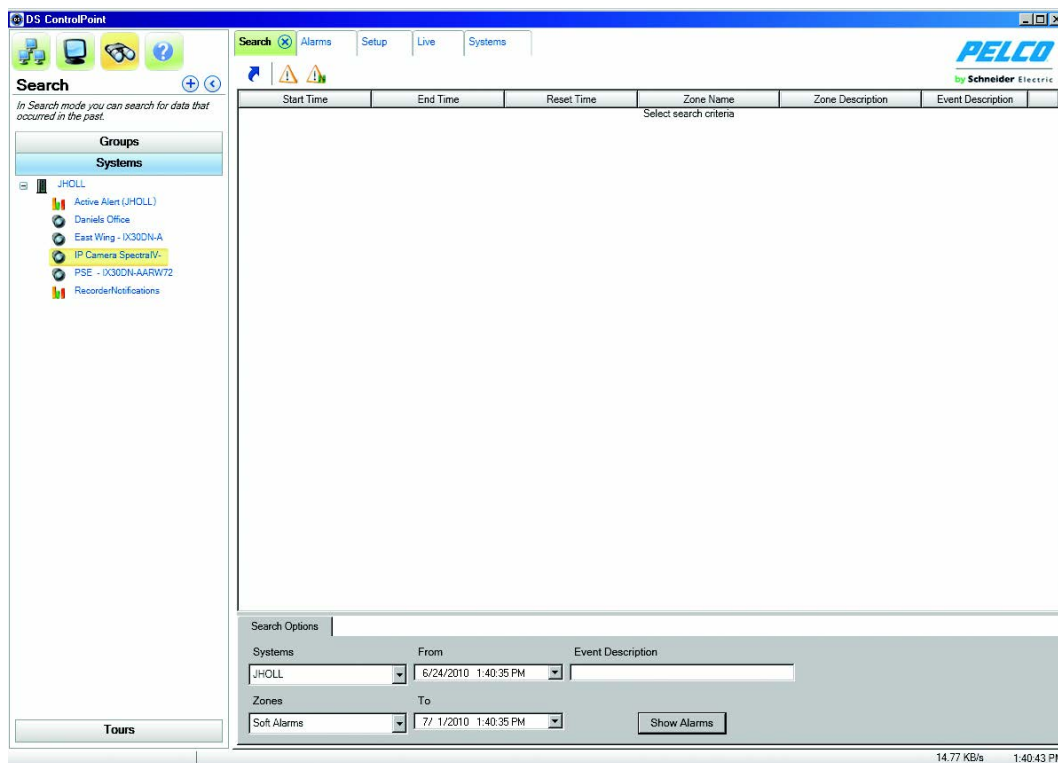 DS ControlPoint
Search
In Search mode you can search for data that
occurred in the past.
Groups
Systems
JHOLL
Active Alert (JHOLL)
Daniels Office
East Wing - IX30DN-A
IP Camera SpectraIV-
PSE - IX30DN-AARW72
RecorderNotifications
Tours
Search Alarms Setup Live Systems
PELCO
by Schneider Electric
Start Time End Time Reset Time Zone Name Zone Description Event Description
Select search criteria
Search Options
Systems From Event Description
JHOLL 6/24/2010 1:40:35 PM
Zones To
Soft Alarms 7/ 1/2010 1:40:35 PM Show Alarms
14.77 KB/s 1:40:43 PM